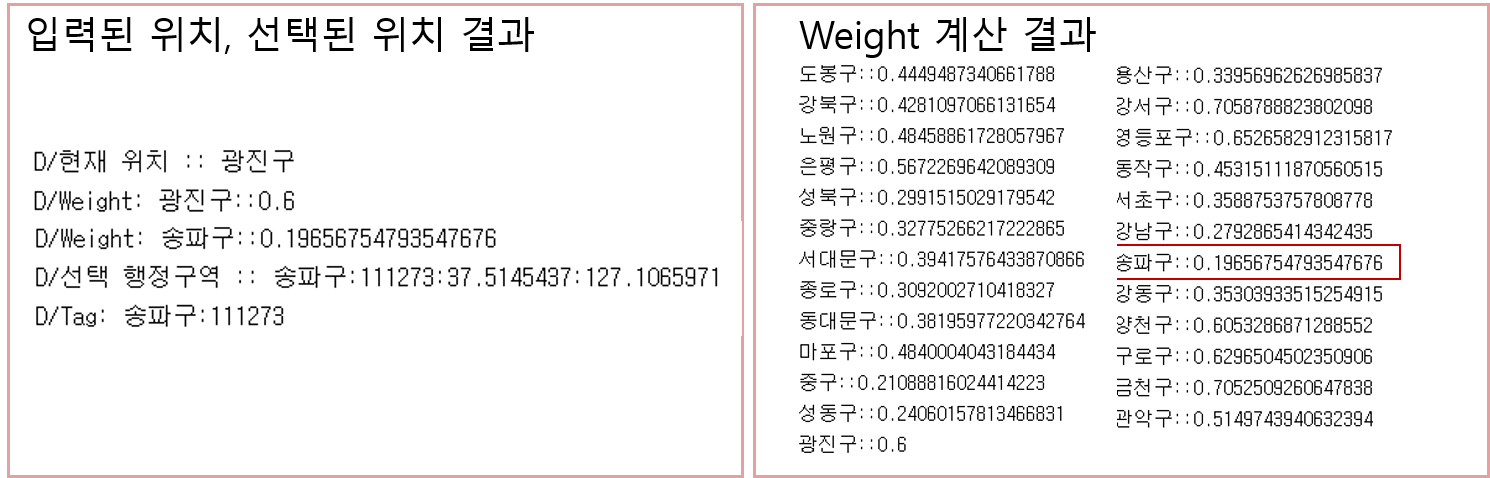 입력된 위치, 선택된 위치 결과
D/현재 위치 :: 광진구
D/Weight: 광진구::0.6
D/Weight: 송파구::0.19656754793547676
D/선택 행정구역 :: 송파구:111273:37.5145437:127.1065971
D/Tag: 송파구:111273
Weight 계산 결과
도봉구::0.4449487340661788
강북구::0.4281097066131654
노원구::0.48458861728057967
은평구::0.5672269642089309
성북구::0.2991515029179542
중랑구::0.32775266217222865
서대문구::0.39417576433870866
종로구::0.3092002710418327
동대문구::0.38195977220342764
마포구::0.4840004043184434
중구::0.21088816024414223
성동구::0.24060157813466831
광진구::0.6
용산구::0.33956962626985837
강서구::0.7058788823802098
영등포구::0.6526582912315817
동작구::0.45315111870560515
서초구::0.3588753757808778
강남구::0.2792865414342435
송파구::0.19656754793547676
강동구::0.35303933515254915
양천구::0.6053286871288552
구로구::0.6296504502350906
금천구::0.7052509260647838
관악구::0.5149743940632394